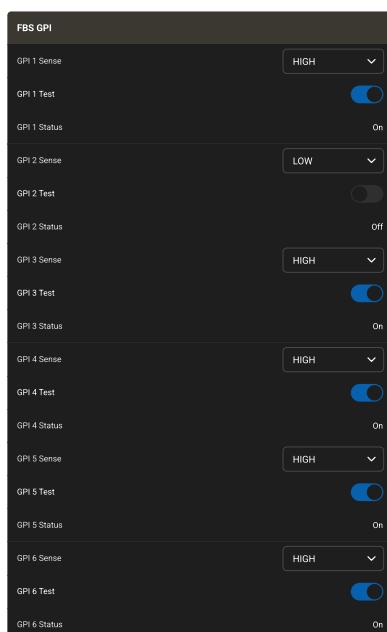 FBS GPI
GPI 1 Sense HIGH
GPI 1 Test
GPI 1 Status On
GPI 2 Sense LOW
GPI 2 Test
GPI 2 Status Off
GPI 3 Sense HIGH
GPI 3 Test
GPI 3 Status On
GPI 4 Sense HIGH
GPI 4 Test
GPI 4 Status On
GPI 5 Sense HIGH
GPI 5 Test
GPI 5 Status On
GPI 6 Sense HIGH
GPI 6 Test
GPI 6 Status On